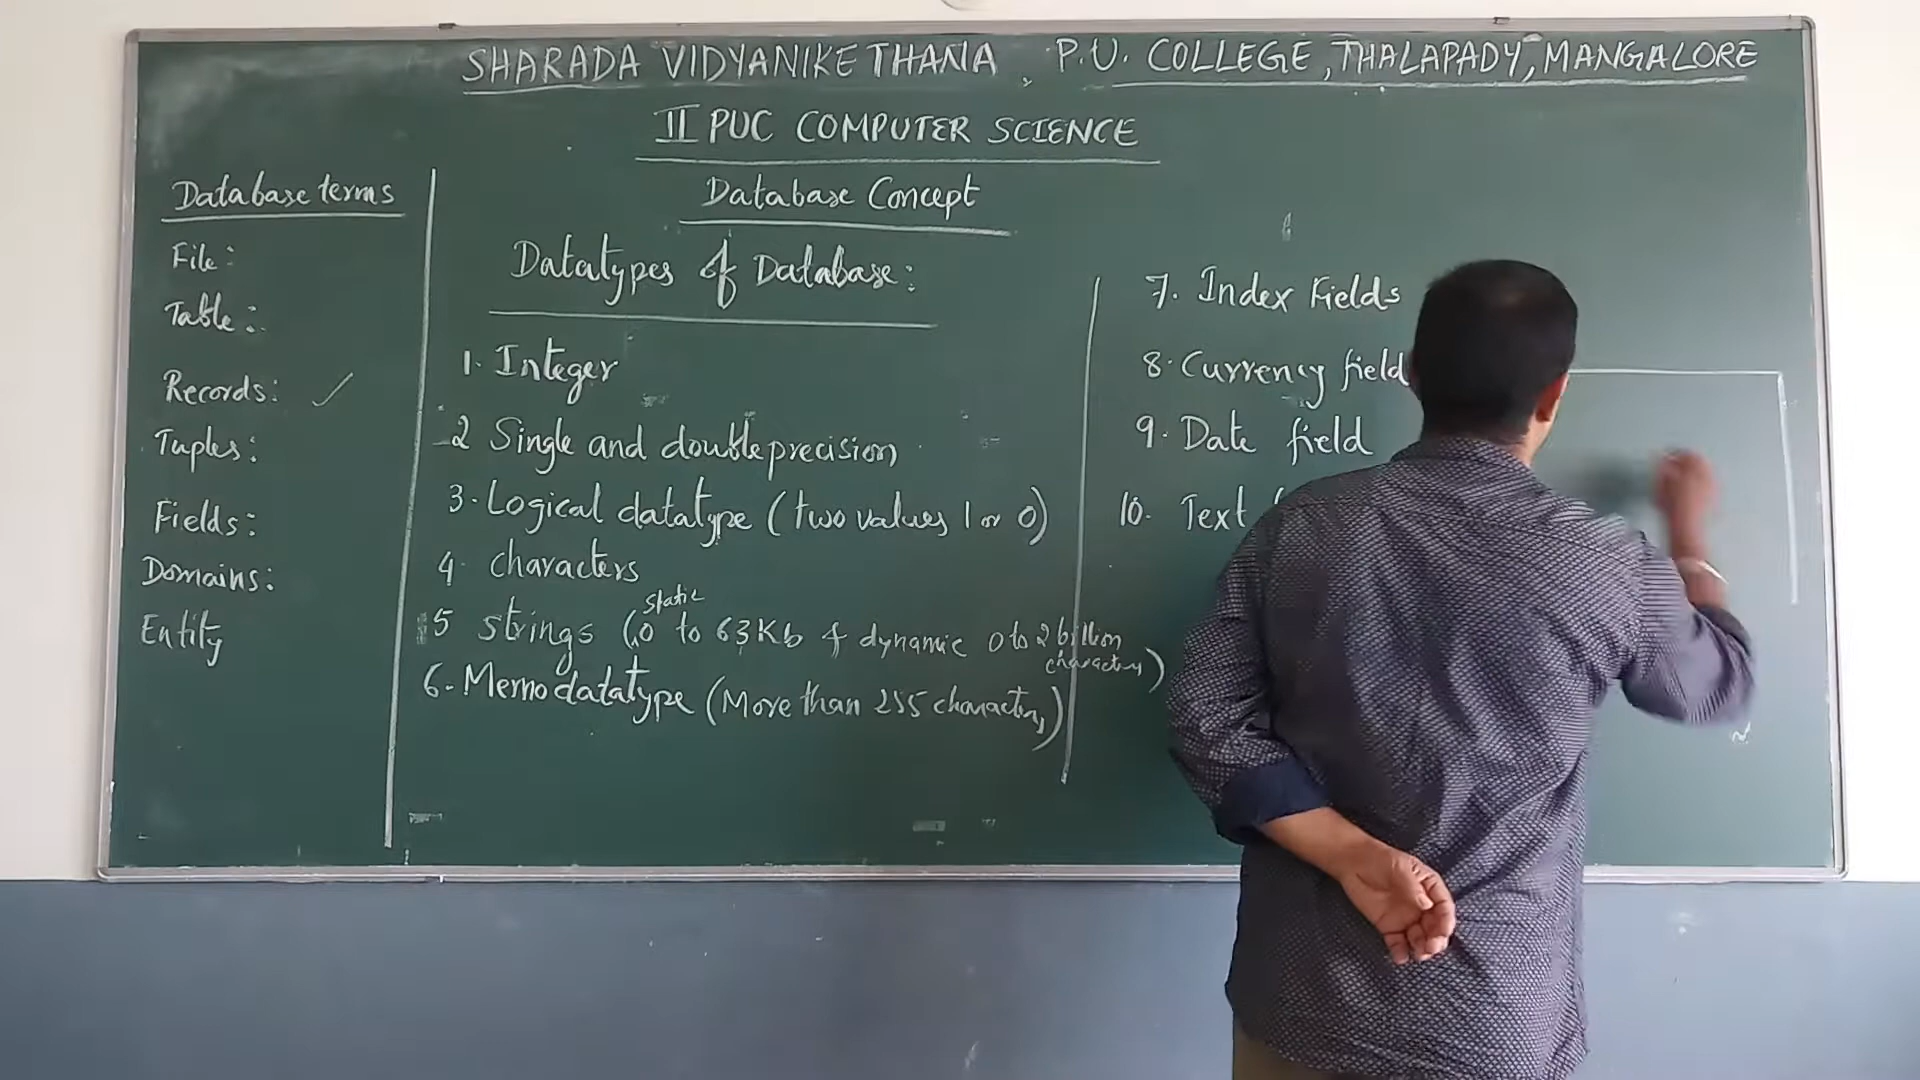 SHARADA VIDYANIKETHANA, P.U. COLLEGE, THALAPADY, MANGALORE
II PUC COMPUTER SCIENCE
Database Concept
Database terms
File:
Table:
Records: ✓
Tuples:
Fields:
Domains:
Entity
Datatypes of Database:
1. Integer
2 Single and double precision
3. Logical datatype (two values 1 or 0)
4. characters
static
5 strings (0 to 63Kb & dynamic 0 to 2 billion
characters)
6. Memo datatype (More than 255 characters)
7. Index Fields
8. Currency field
9. Date field
10. Text